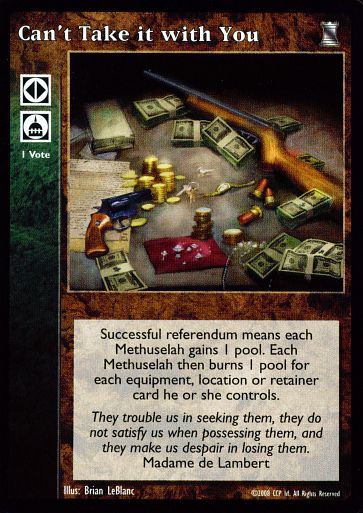 Can't Take it with You
1 Vote
Successful referendum means each
Methuselah gains 1 pool. Each
Methuselah then burns 1 pool for
each equipment, location or retainer
card he or she controls.
They trouble us in seeking them, they do
not satisfy us when possessing them, and
they make us despair in losing them.
Madame de Lambert
Illus: Brian LeBlanc
©2008 CCP hf. All Rights Reserved